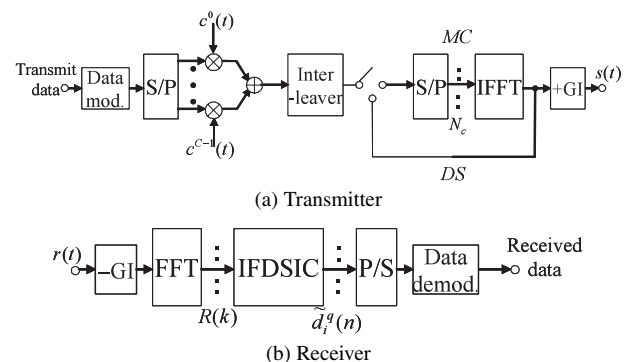 c⁰(t)
MC
Transmit data
Data mod.
S/P
Inter -leaver
S/P
IFFT
+GI
s(t)
N_c
c^{C-1}(t)
DS
(a) Transmitter
r(t)
−GI
FFT
IFDSIC
P/S
Data demod.
Received data
R(k)
d̃_i^q(n)
(b) Receiver